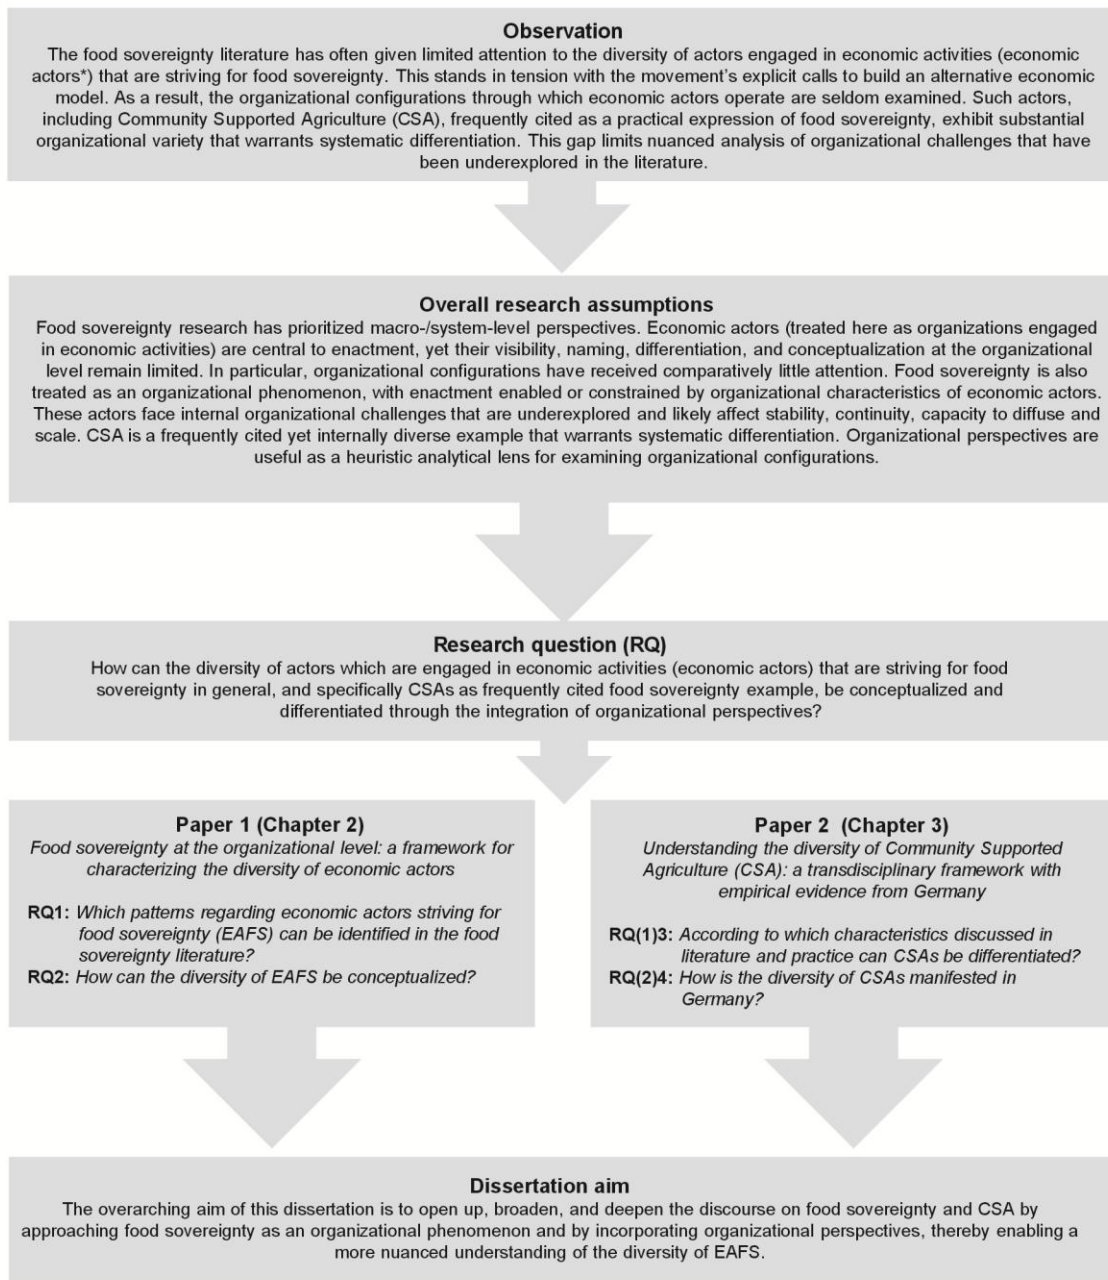 Observation
The food sovereignty literature has often given limited attention to the diversity of actors engaged in economic activities (economic
actors*) that are striving for food sovereignty. This stands in tension with the movement's explicit calls to build an alternative economic
model. As a result, the organizational configurations through which economic actors operate are seldom examined. Such actors,
including Community Supported Agriculture (CSA), frequently cited as a practical expression of food sovereignty, exhibit substantial
organizational variety that warrants systematic differentiation. This gap limits nuanced analysis of organizational challenges that have
been underexplored in the literature.
Overall research assumptions
Food sovereignty research has prioritized macro-/system-level perspectives. Economic actors (treated here as organizations engaged
in economic activities) are central to enactment, yet their visibility, naming, differentiation, and conceptualization at the organizational
level remain limited. In particular, organizational configurations have received comparatively little attention. Food sovereignty is also
treated as an organizational phenomenon, with enactment enabled or constrained by organizational characteristics of economic actors.
These actors face internal organizational challenges that are underexplored and likely affect stability, continuity, capacity to diffuse and
scale. CSA is a frequently cited yet internally diverse example that warrants systematic differentiation. Organizational perspectives are
useful as a heuristic analytical lens for examining organizational configurations.
Research question (RQ)
How can the diversity of actors which are engaged in economic activities (economic actors) that are striving for food
sovereignty in general, and specifically CSAs as frequently cited food sovereignty example, be conceptualized and
differentiated through the integration of organizational perspectives?
Paper 1 (Chapter 2)
Food sovereignty at the organizational level: a framework for
characterizing the diversity of economic actors
RQ1: Which patterns regarding economic actors striving for
food sovereignty (EAFS) can be identified in the food
sovereignty literature?
RQ2: How can the diversity of EAFS be conceptualized?
Paper 2 (Chapter 3)
Understanding the diversity of Community Supported
Agriculture (CSA): a transdisciplinary framework with
empirical evidence from Germany
RQ(1)3: According to which characteristics discussed in
literature and practice can CSAs be differentiated?
RQ(2)4: How is the diversity of CSAs manifested in
Germany?
Dissertation aim
The overarching aim of this dissertation is to open up, broaden, and deepen the discourse on food sovereignty and CSA by
approaching food sovereignty as an organizational phenomenon and by incorporating organizational perspectives, thereby enabling a
more nuanced understanding of the diversity of EAFS.